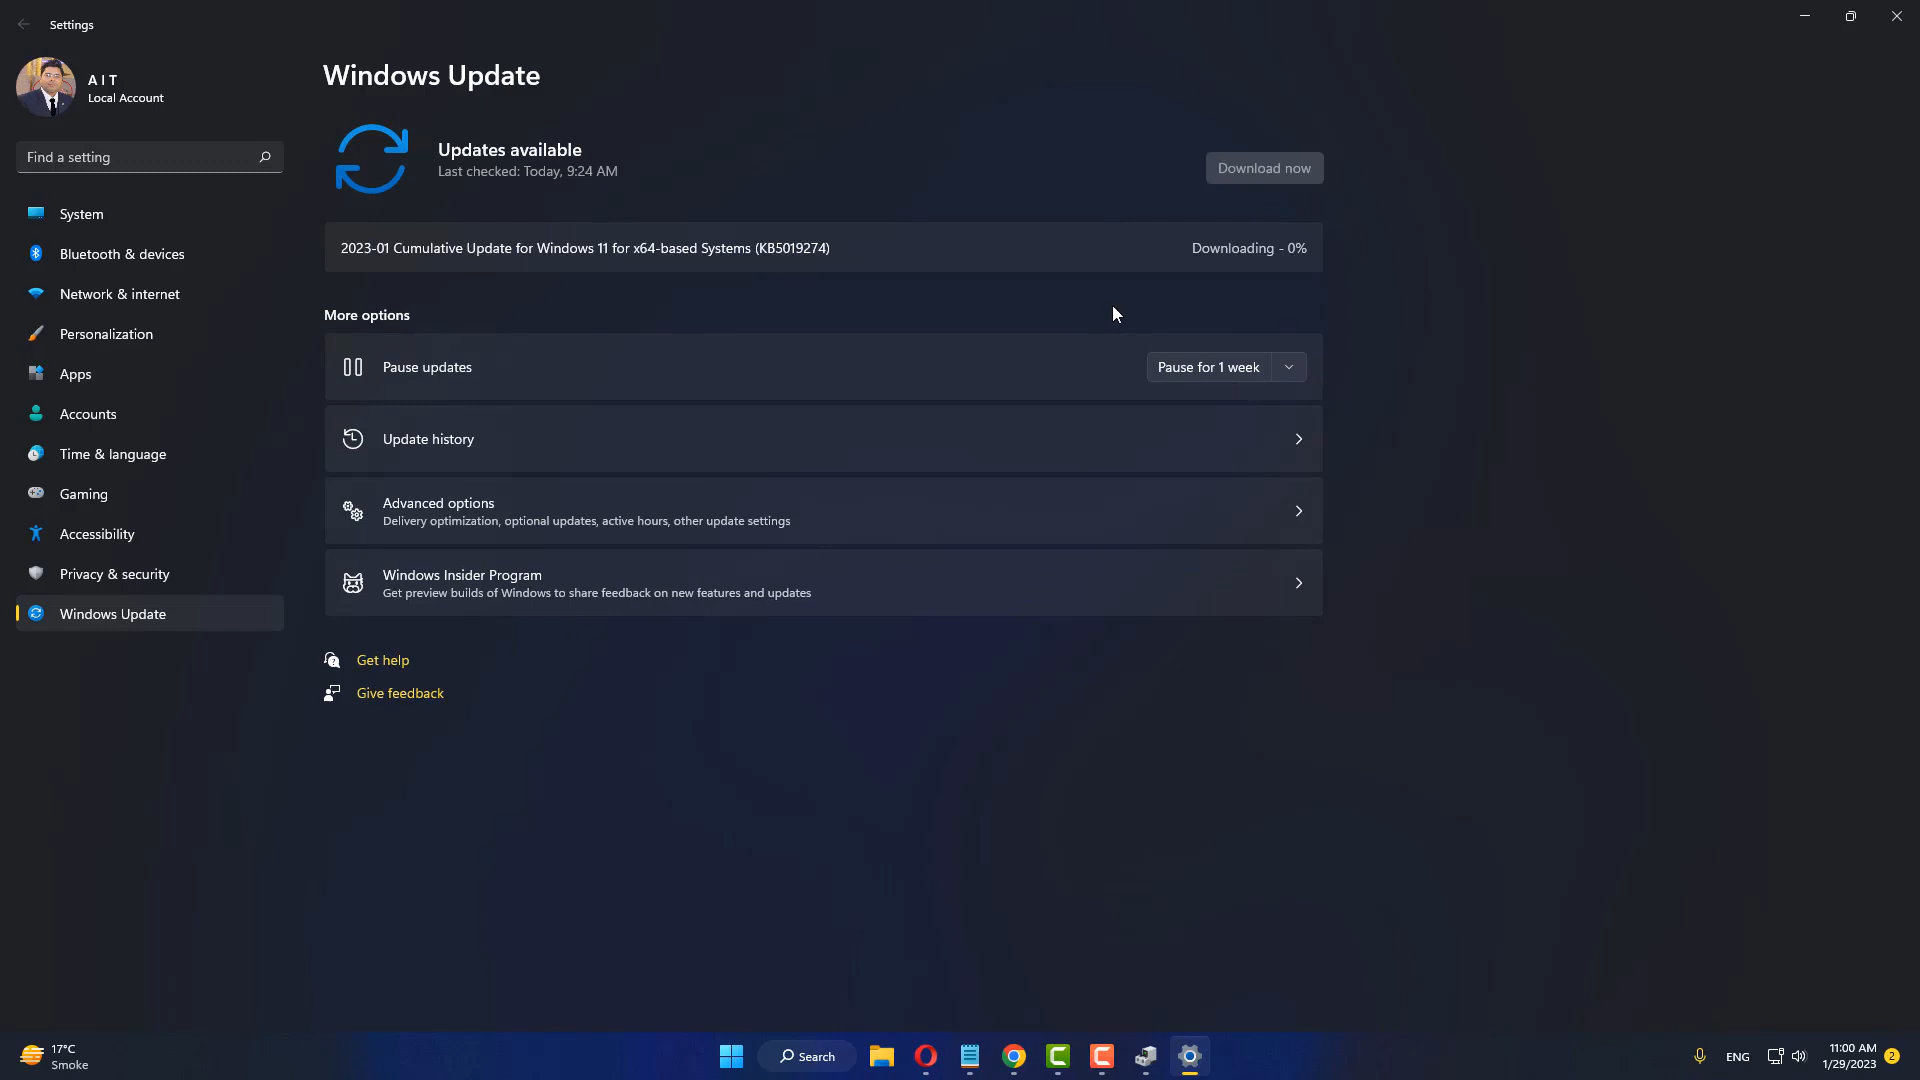 Settings
A I T
Local Account
Find a setting
System
Bluetooth & devices
Network & internet
Personalization
Apps
Accounts
Time & language
Gaming
Accessibility
Privacy & security
Windows Update
Windows Update
Updates available
Last checked: Today, 9:24 AM
Download now
2023-01 Cumulative Update for Windows 11 for x64-based Systems (KB5019274)
Downloading - 0%
More options
Pause updates
Pause for 1 week
Update history
Advanced options
Delivery optimization, optional updates, active hours, other update settings
Windows Insider Program
Get preview builds of Windows to share feedback on new features and updates
Get help
Give feedback
17°C
Smoke
Search
ENG
11:00 AM
1/29/2023
2